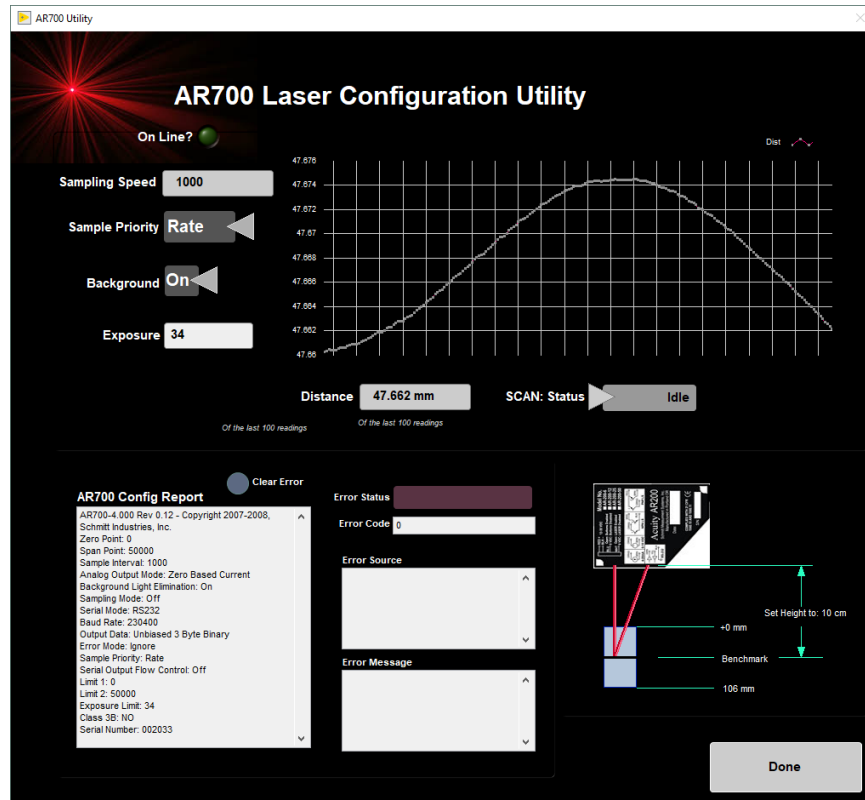 AR700 Utility
AR700 Laser Configuration Utility
On Line?
Dist
Sampling Speed 1000
Sample Priority Rate
Background On
Exposure 34
47.676
47.674
47.672
47.67
47.668
47.666
47.664
47.662
47.66
Distance 47.662 mm
SCAN: Status Idle
Of the last 100 readings
Of the last 100 readings
Clear Error
AR700 Config Report
AR700-4.000 Rev 0.12 - Copyright 2007-2008,
Schmitt Industries, Inc.
Zero Point: 0
Span Point: 50000
Sample Interval: 1000
Analog Output Mode: Zero Based Current
Background Light Elimination: On
Sampling Mode: Off
Serial Mode: RS232
Baud Rate: 230400
Output Data: Unbiased 3 Byte Binary
Error Mode: Ignore
Sample Priority: Rate
Serial Output Flow Control: Off
Limit 1: 0
Limit 2: 50000
Exposure Limit: 34
Class 3B: NO
Serial Number: 002033
Error Status
Error Code 0
Error Source
Error Message
Model No.
Acuity AR200
Set Height to: 10 cm
+0 mm
Benchmark
106 mm
Done